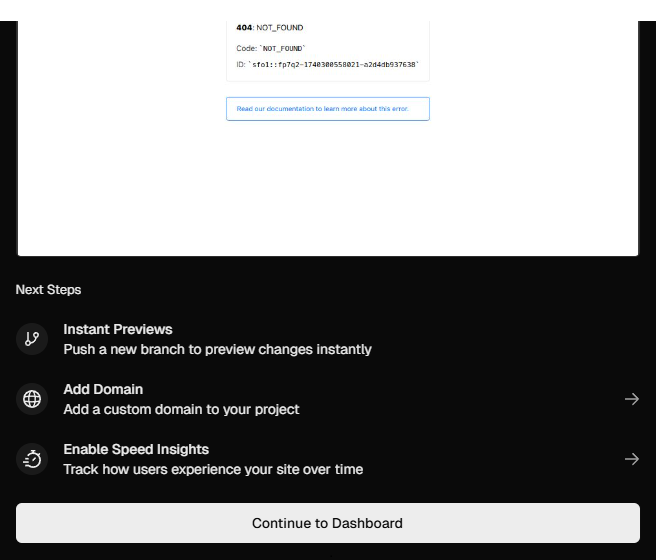 404: NOT_FOUND
Code: `NOT_FOUND`
ID: `sfo1::fp7q2-1740300558021-a2d4db937638`
Read our documentation to learn more about this error.
Next Steps
Instant Previews
Push a new branch to preview changes instantly
Add Domain
Add a custom domain to your project
Enable Speed Insights
Track how users experience your site over time
Continue to Dashboard